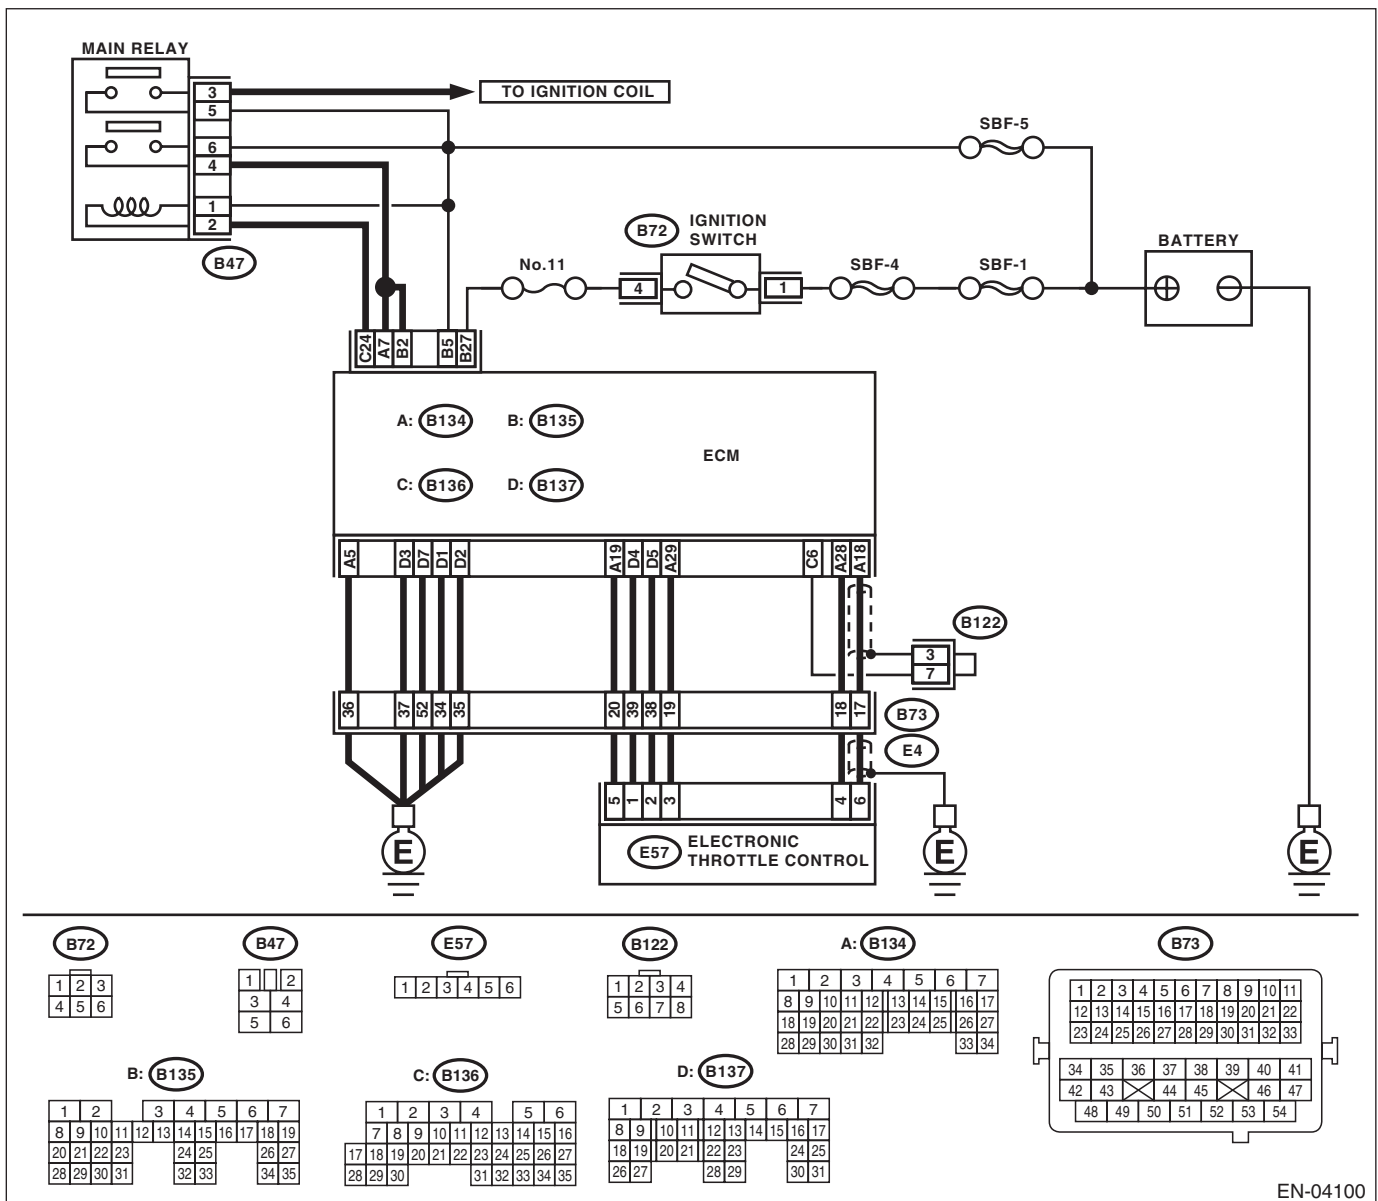 MAIN RELAY
3
5
6
4
1
2
B47
TO IGNITION COIL
SBF-5
B72
IGNITION
SWITCH
No.11
4
1
SBF-4
SBF-1
BATTERY
C24 A7 B2 B5 B27
A: B134 B: B135
C: B136 D: B137
ECM
A5 D3 D7 D1 D2 A19 D4 D5 A29 C6 A28 A18
B122
3
7
36 37 52 34 35 20 39 38 19 18 17
B73
E4
5 1 2 3 4 6
E57 ELECTRONIC
THROTTLE CONTROL
E E E
B72
1 2 3
4 5 6
B47
1 2
3 4
5 6
E57
1 2 3 4 5 6
B122
1 2 3 4
5 6 7 8
A: B134
1 2 3 4 5 6 7
8 9 10 11 12 13 14 15 16 17
18 19 20 21 22 23 24 25 26 27
28 29 30 31 32 33 34
B73
1 2 3 4 5 6 7 8 9 10 11
12 13 14 15 16 17 18 19 20 21 22
23 24 25 26 27 28 29 30 31 32 33
34 35 36 37 38 39 40 41
42 43 44 45 46 47
48 49 50 51 52 53 54
B: B135
1 2 3 4 5 6 7
8 9 10 11 12 13 14 15 16 17 18 19
20 21 22 23 24 25 26 27
28 29 30 31 32 33 34 35
C: B136
1 2 3 4 5 6
7 8 9 10 11 12 13 14 15 16
17 18 19 20 21 22 23 24 25 26 27
28 29 30 31 32 33 34 35
D: B137
1 2 3 4 5 6 7
8 9 10 11 12 13 14 15 16 17
18 19 20 21 22 23 24 25
26 27 28 29 30 31
EN-04100